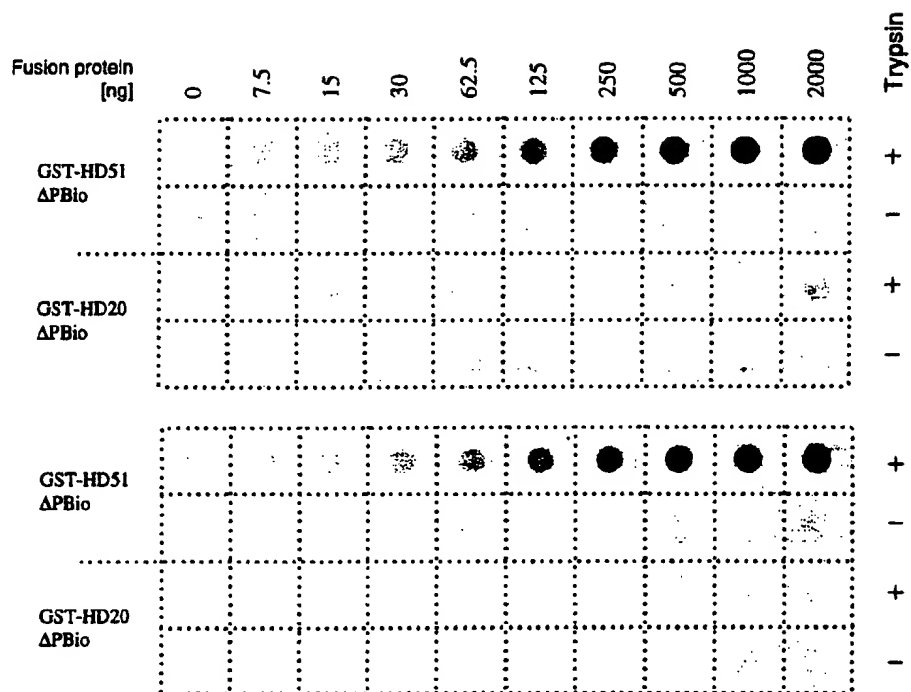 Fusion protein
[ng]
0 7.5 15 30 62.5 125 250 500 1000 2000
Trypsin
GST-HD51
ΔPBio
+
-
GST-HD20
ΔPBio
+
-
GST-HD51
ΔPBio
+
-
GST-HD20
ΔPBio
+
-